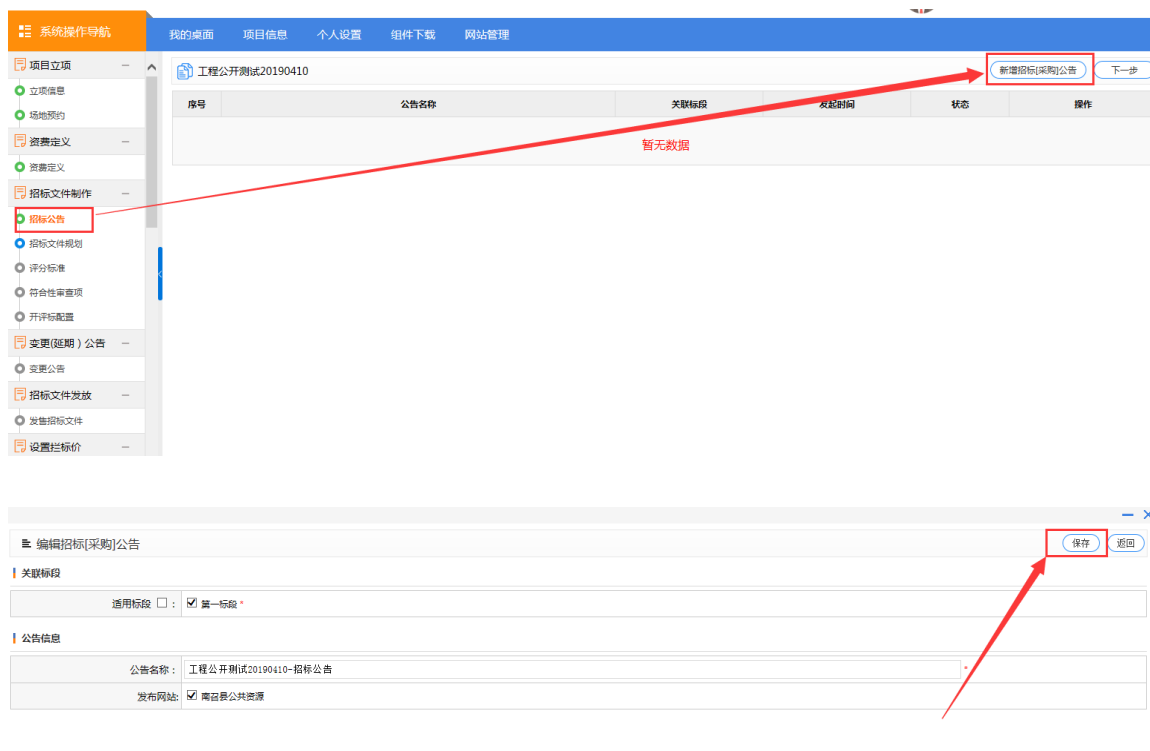 系统操作导航
我的桌面 项目信息 个人设置 组件下载 网站管理
项目立项
立项信息
场地预约
资费定义
资费定义
招标文件制作
招标公告
招标文件规划
评分标准
符合性审查项
开评标配置
变更(延期）公告
变更公告
招标文件发放
发售招标文件
设置拦标价
工程公开测试20190410
新增招标[采购]公告 下一步
序号 公告名称 关联标段 发起时间 状态 操作
暂无数据
编辑招标[采购]公告 保存 返回
关联标段
适用标段 ： 第一标段 *
公告信息
公告名称： 工程公开测试20190410-招标公告 *
发布网站: 南召县公共资源